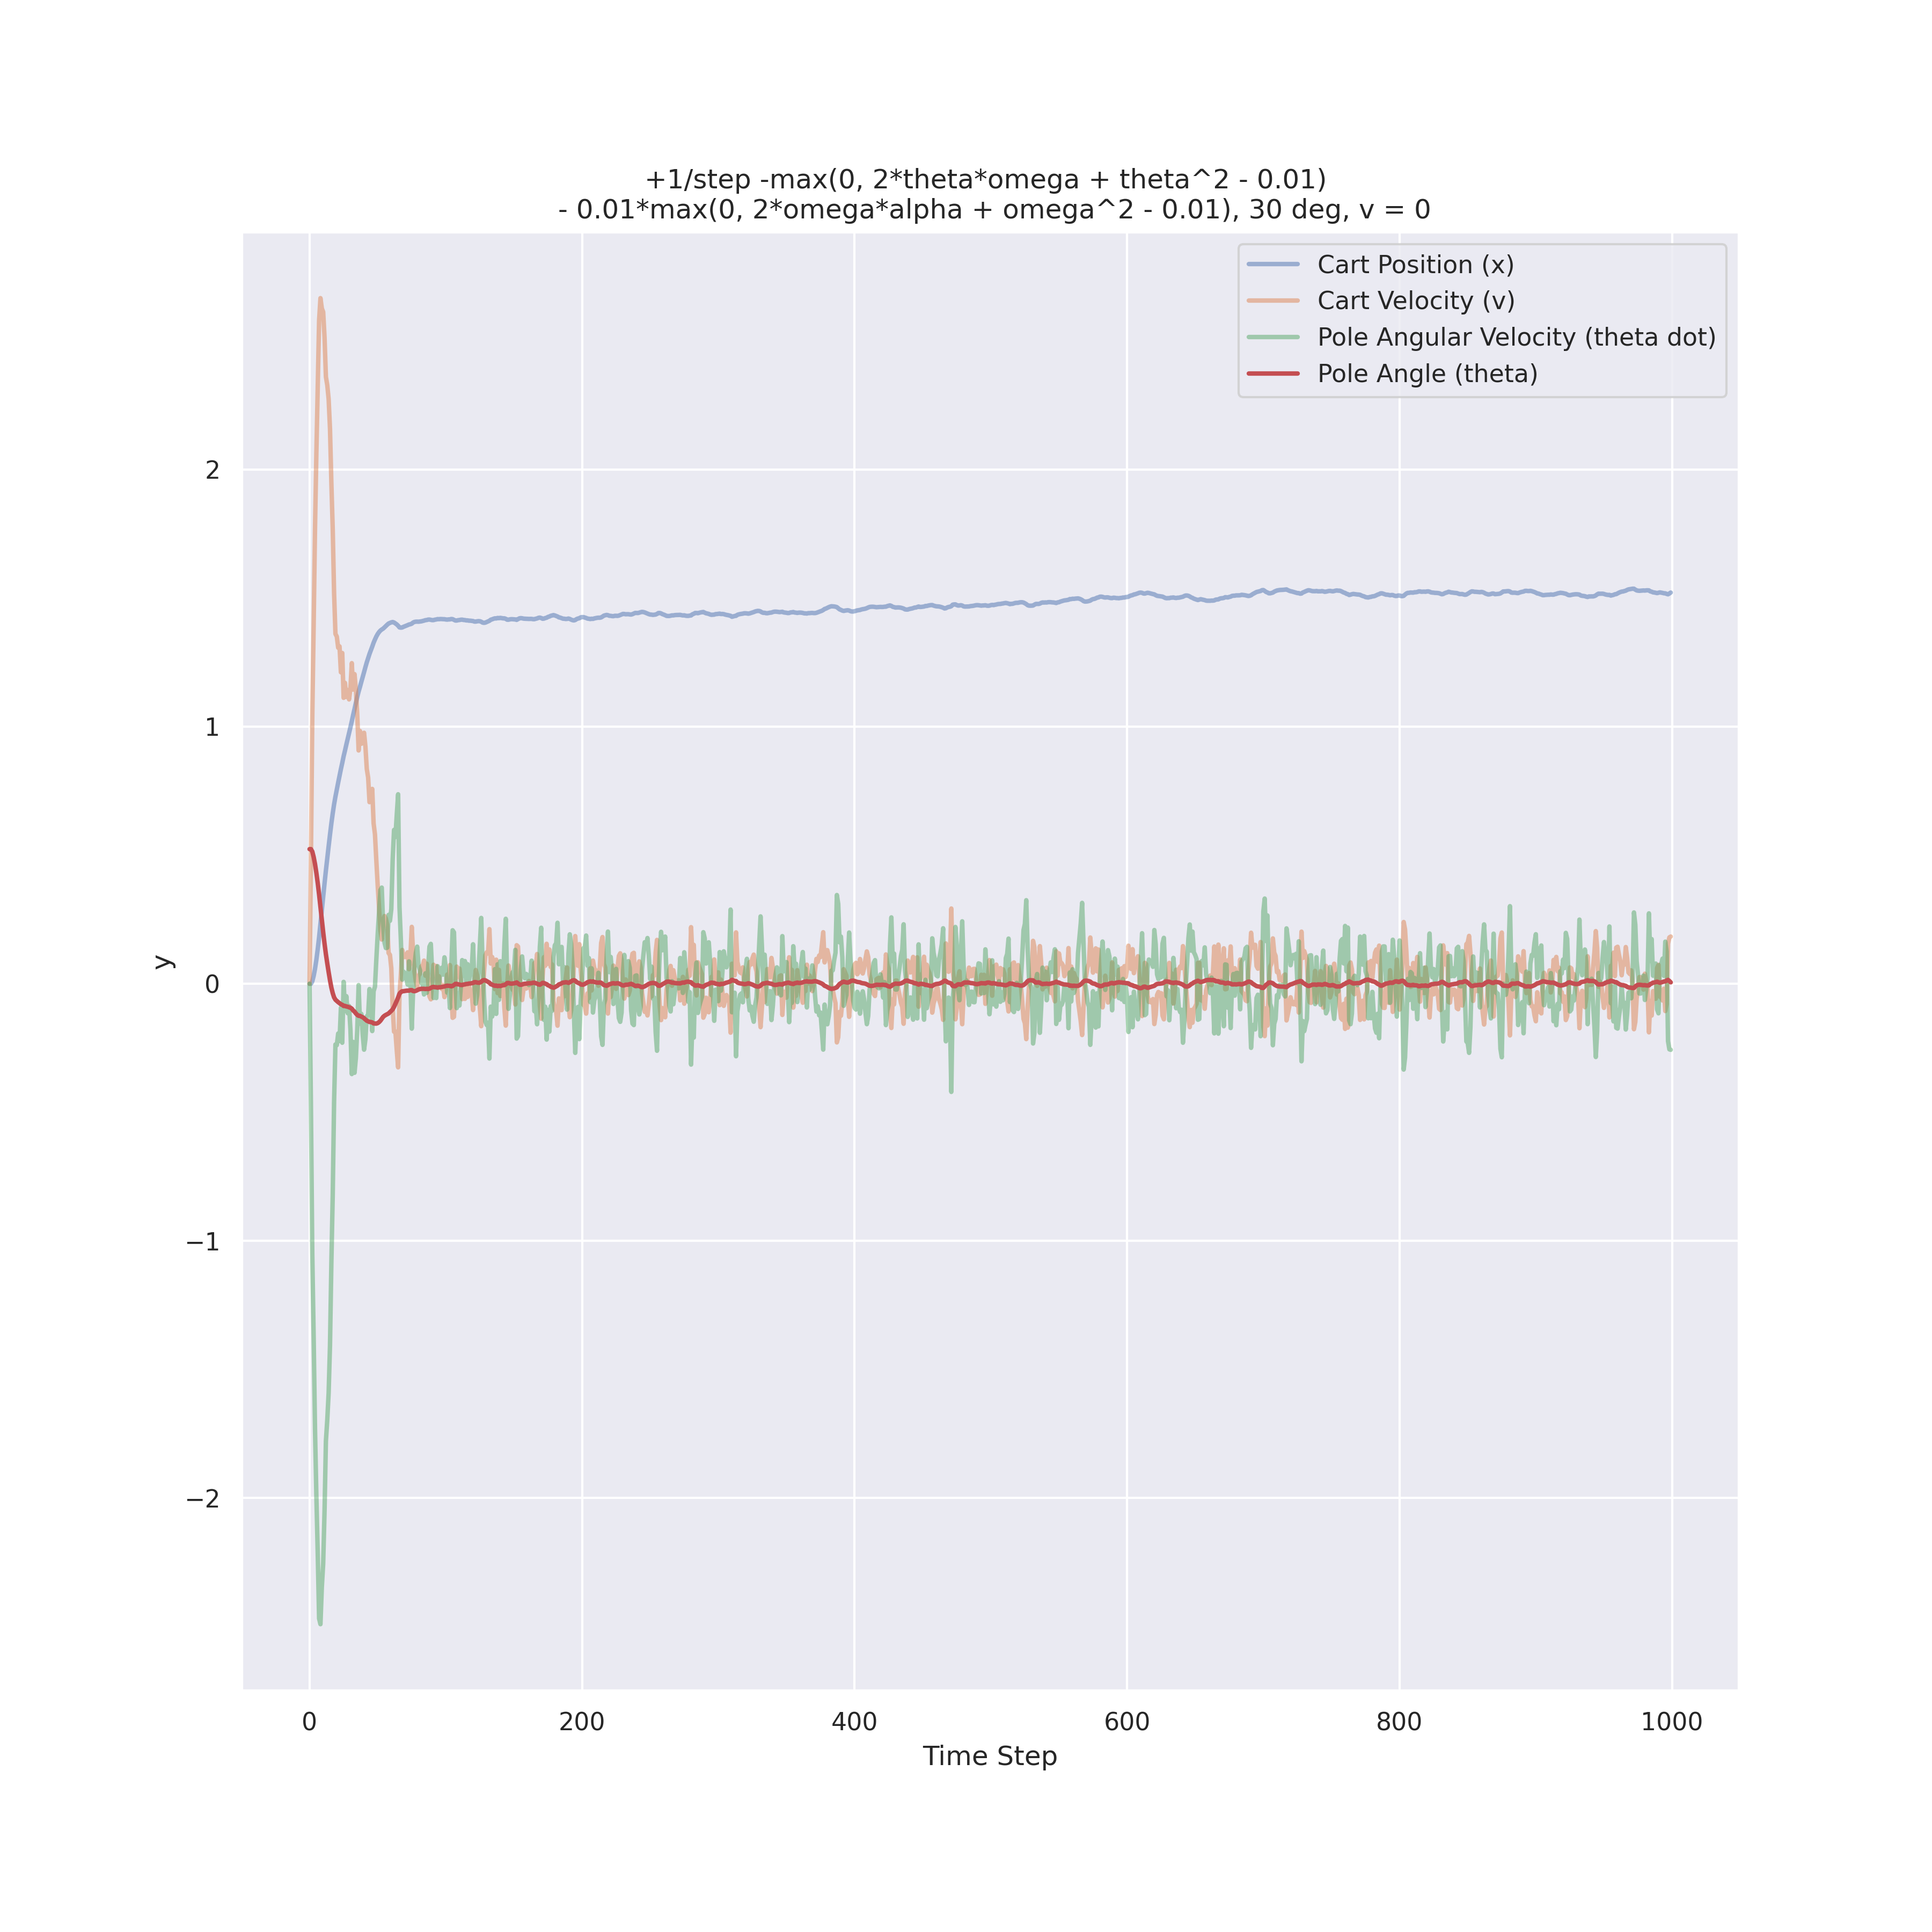 +1/step -max(0, 2*theta*omega + theta^2 - 0.01)
- 0.01*max(0, 2*omega*alpha + omega^2 - 0.01), 30 deg, v = 0
Cart Position (x)
Cart Velocity (v)
Pole Angular Velocity (theta dot)
Pole Angle (theta)
y
2
1
0
−1
−2
0
200
400
600
800
1000
Time Step